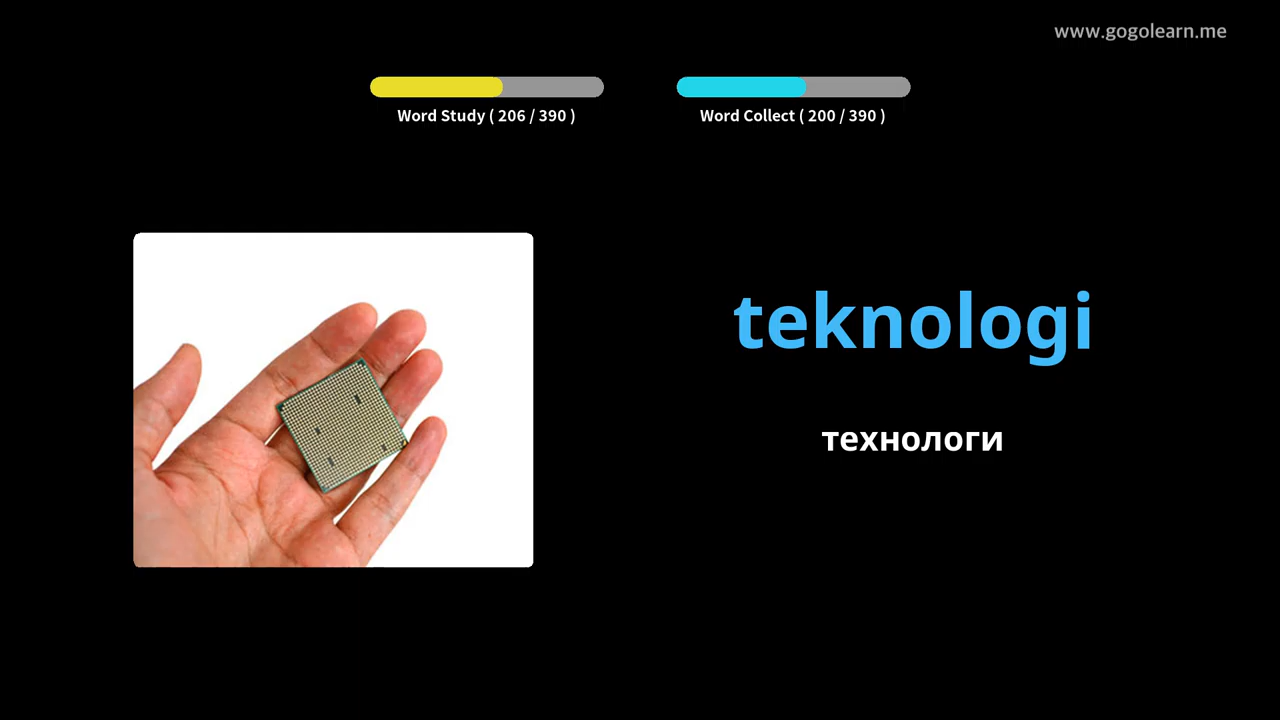 www.gogolearn.me
Word Study ( 206 / 390 )
Word Collect ( 200 / 390 )
teknologi
технологи